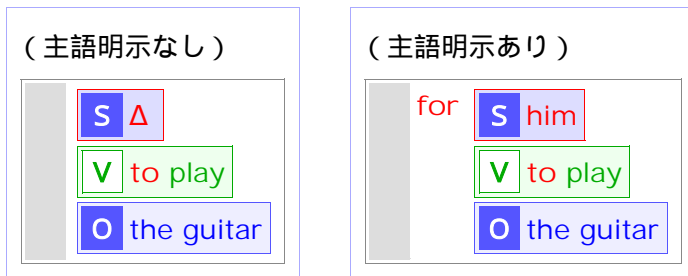 (主語明示なし)
S Δ
V to play
O the guitar
(主語明示あり)
for S him
V to play
O the guitar